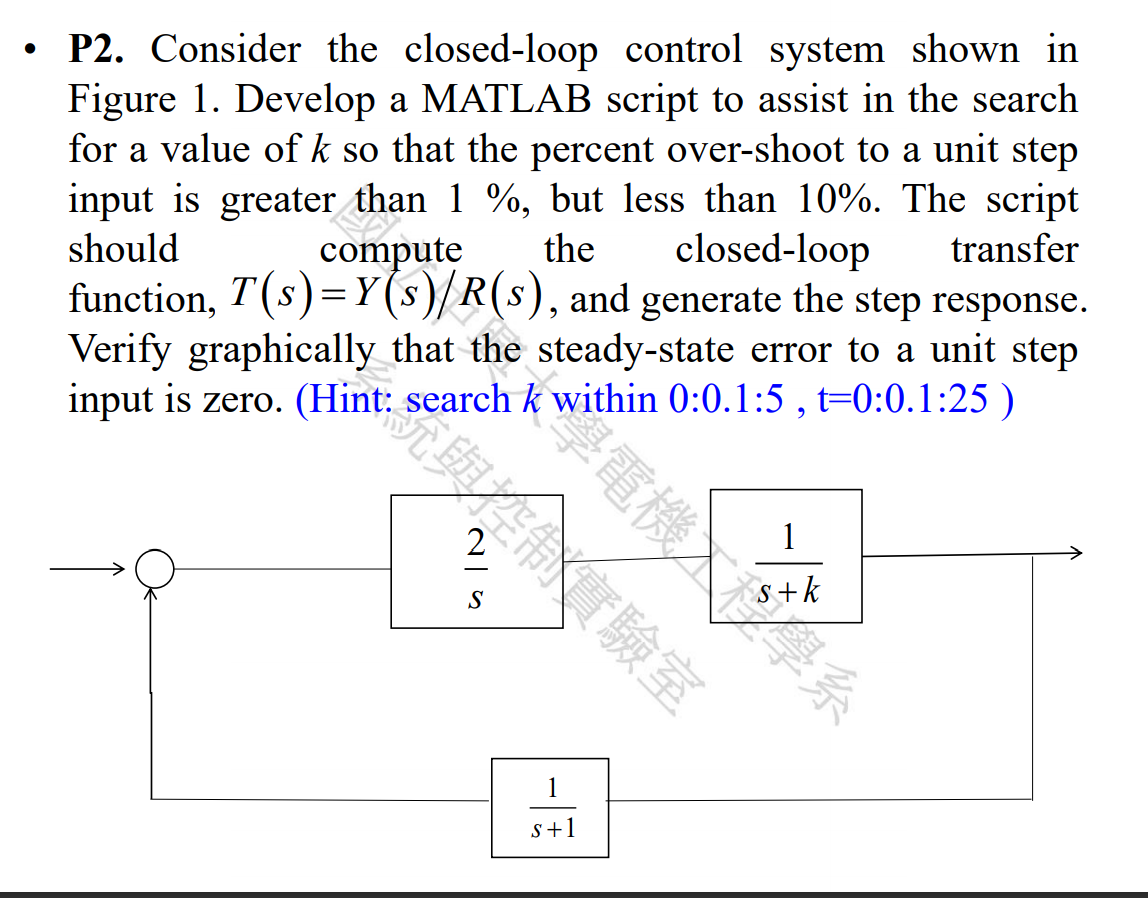 • P2. Consider the closed-loop control system shown in
Figure 1. Develop a MATLAB script to assist in the search
for a value of k so that the percent over-shoot to a unit step
input is greater than 1 %, but less than 10%. The script
should compute the closed-loop transfer
function, T(s)=Y(s)/R(s), and generate the step response.
Verify graphically that the steady-state error to a unit step
input is zero. (Hint: search k within 0:0.1:5 , t=0:0.1:25 )
國立中興大學電機工程學系
系統與控制實驗室
2
s
1
s+k
1
s+1